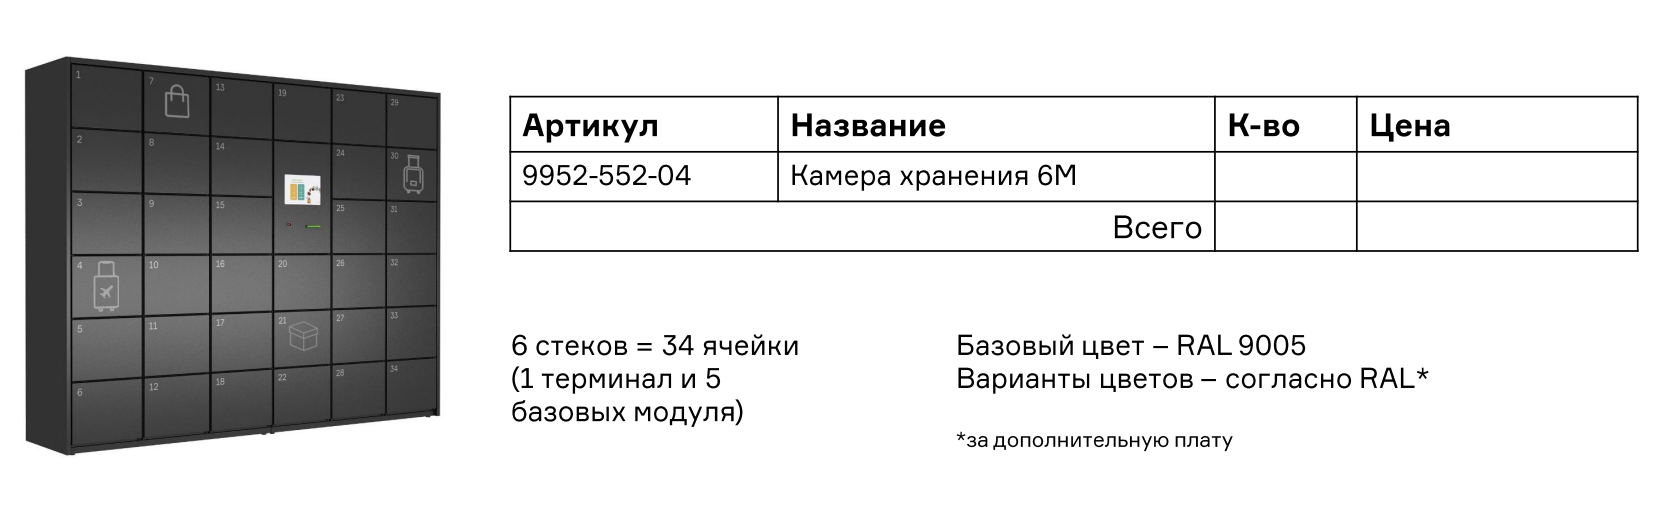 1 7 13 19 23 29
2 8 14 24 30
3 9 15 25 31
4 10 16 20 26 32
5 11 17 21 27 33
6 12 18 22 28 34
Артикул Название К-во Цена
9952-552-04 Камера хранения 6М
Всего
6 стеков = 34 ячейки
(1 терминал и 5
базовых модуля)
Базовый цвет – RAL 9005
Варианты цветов – согласно RAL*
*за дополнительную плату